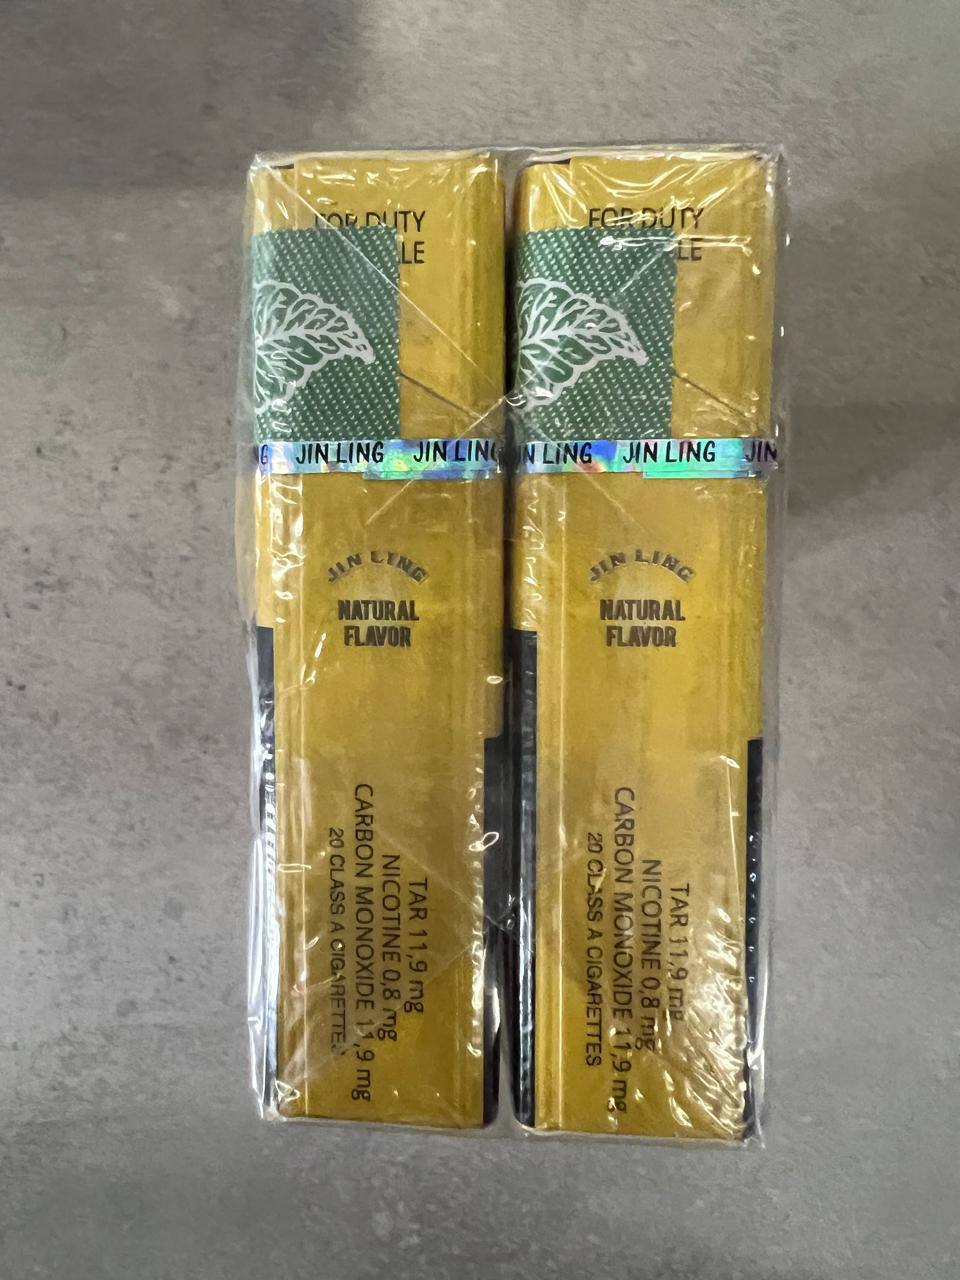 FOR DUTY
LE
FOR DUTY
LE
JIN LING JIN LING JIN LING JIN LING JIN
JIN LING
NATURAL
FLAVOR
JIN LING
NATURAL
FLAVOR
TAR 11,9 mg
NICOTINE 0,8 mg
CARBON MONOXIDE 11,9 mg
20 CLASS A CIGARETTES
TAR 11,9 mg
NICOTINE 0,8 mg
CARBON MONOXIDE 11,9 mg
20 CLASS A CIGARETTES